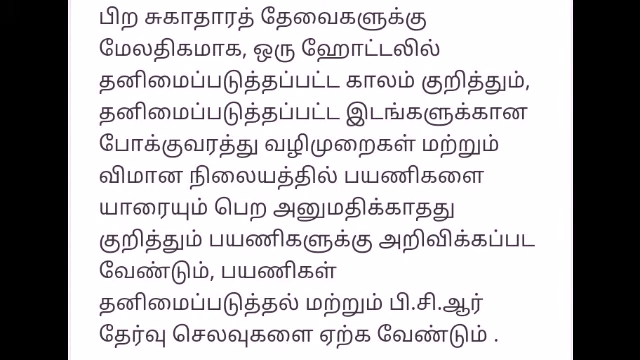 பிற சுகாதாரத் தேவைகளுக்கு
மேலதிகமாக, ஒரு ஹோட்டலில்
தனிமைப்படுத்தப்பட்ட காலம் குறித்தும்,
தனிமைப்படுத்தப்பட்ட இடங்களுக்கான
போக்குவரத்து வழிமுறைகள் மற்றும்
விமான நிலையத்தில் பயணிகளை
யாரையும் பெற அனுமதிக்காதது
குறித்தும் பயணிகளுக்கு அறிவிக்கப்பட
வேண்டும், பயணிகள்
தனிமைப்படுத்தல் மற்றும் பி.சி.ஆர்
தேர்வு செலவுகளை ஏற்க வேண்டும் .